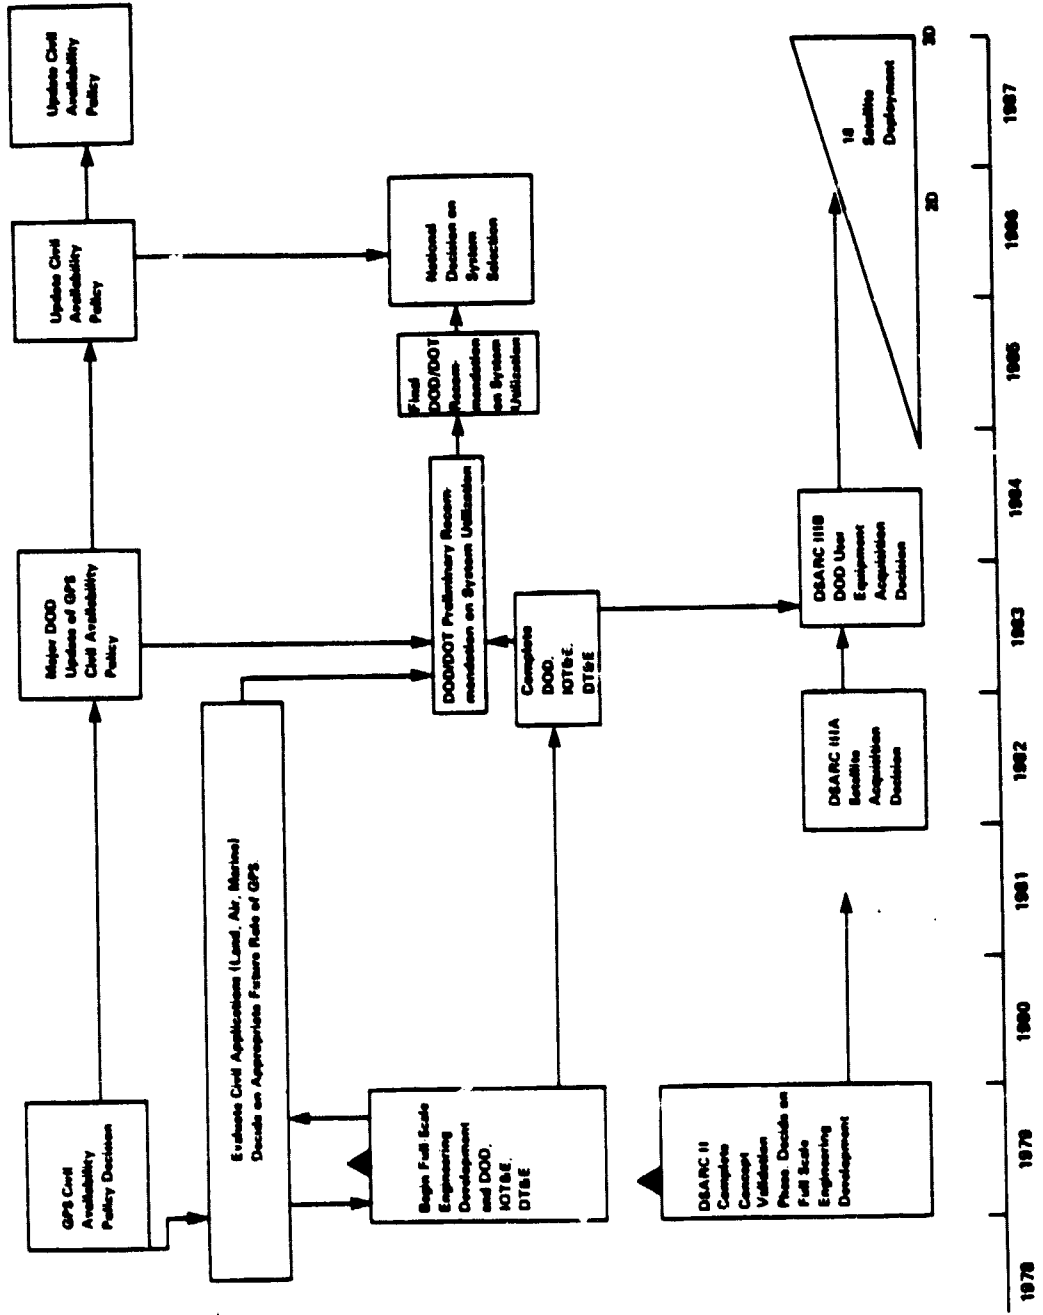 GPS Civil
Availability
Policy Decision
Major DOD
Update of GPS
Civil Availability
Policy
Update Civil
Availability
Policy
Update Civil
Availability
Policy
Evaluate Civil Applications (Land, Air, Marine)
Decide on Appropriate Future Role of GPS
Begin Full Scale
Engineering
Development
and DOD.
IOT&E.
DT&E
DOD/DOT Preliminary Recom-
mendation on System Utilization
Complete
DOD.
IOT&E.
DT&E
Final
DOD/DOT
Recom-
mendation
on System
Utilization
National
Decision on
System
Selection
DSARC II
Complete
Concept
Validation
Phase. Decide on
Full Scale
Engineering
Development
DSARC IIIA
Satellite
Acquisition
Decision
DSARC IIIB
DOD User
Equipment
Acquisition
Decision
18
Satellite
Deployment
2D
3D
1978 1979 1980 1981 1982 1983 1984 1985 1986 1987